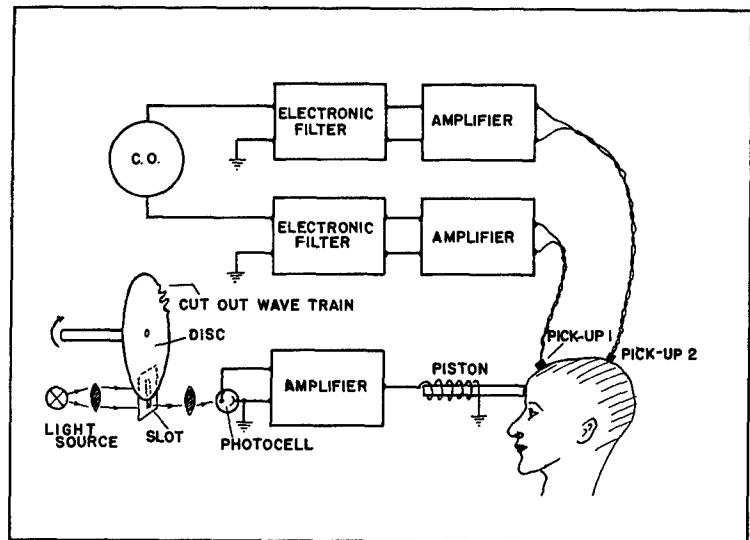 ELECTRONIC
FILTER
AMPLIFIER
C.O.
ELECTRONIC
FILTER
AMPLIFIER
CUT OUT WAVE TRAIN
DISC
PICK-UP 1
PICK-UP 2
PISTON
AMPLIFIER
LIGHT
SOURCE
SLOT
PHOTOCELL